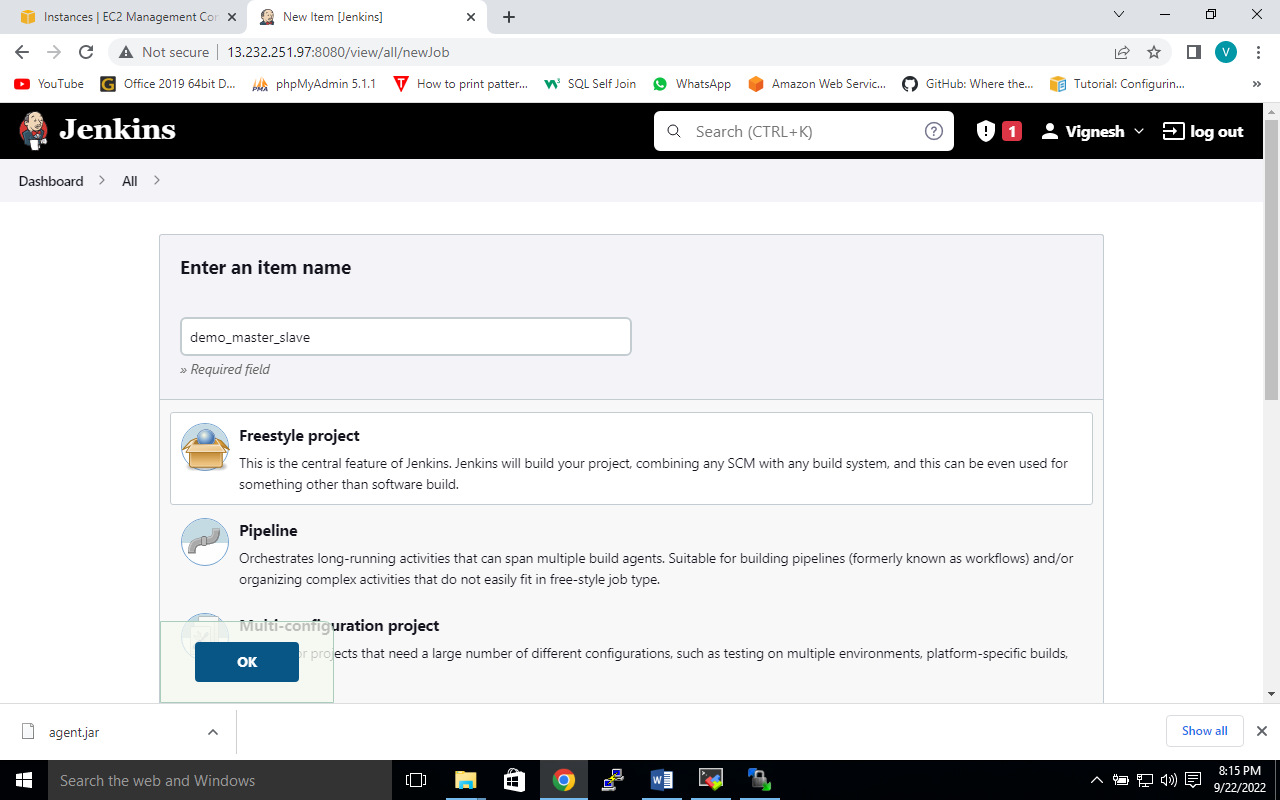 Instances | EC2 Management Con
New Item [Jenkins]
Not secure
13.232.251.97:8080/view/all/newJob
V
YouTube
Office 2019 64bit D...
phpMyAdmin 5.1.1
How to print patter...
SQL Self Join
WhatsApp
Amazon Web Servic...
GitHub: Where the...
Tutorial: Configurin...
»
Jenkins
Search (CTRL+K)
1
Vignesh
log out
Dashboard
All
Enter an item name
demo_master_slave
» Required field
Freestyle project
This is the central feature of Jenkins. Jenkins will build your project, combining any SCM with any build system, and this can be even used for
something other than software build.
Pipeline
Orchestrates long-running activities that can span multiple build agents. Suitable for building pipelines (formerly known as workflows) and/or
organizing complex activities that do not easily fit in free-style job type.
Multi-configuration project
projects that need a large number of different configurations, such as testing on multiple environments, platform-specific builds,
OK
agent.jar
Show all
Search the web and Windows
8:15 PM
9/22/2022